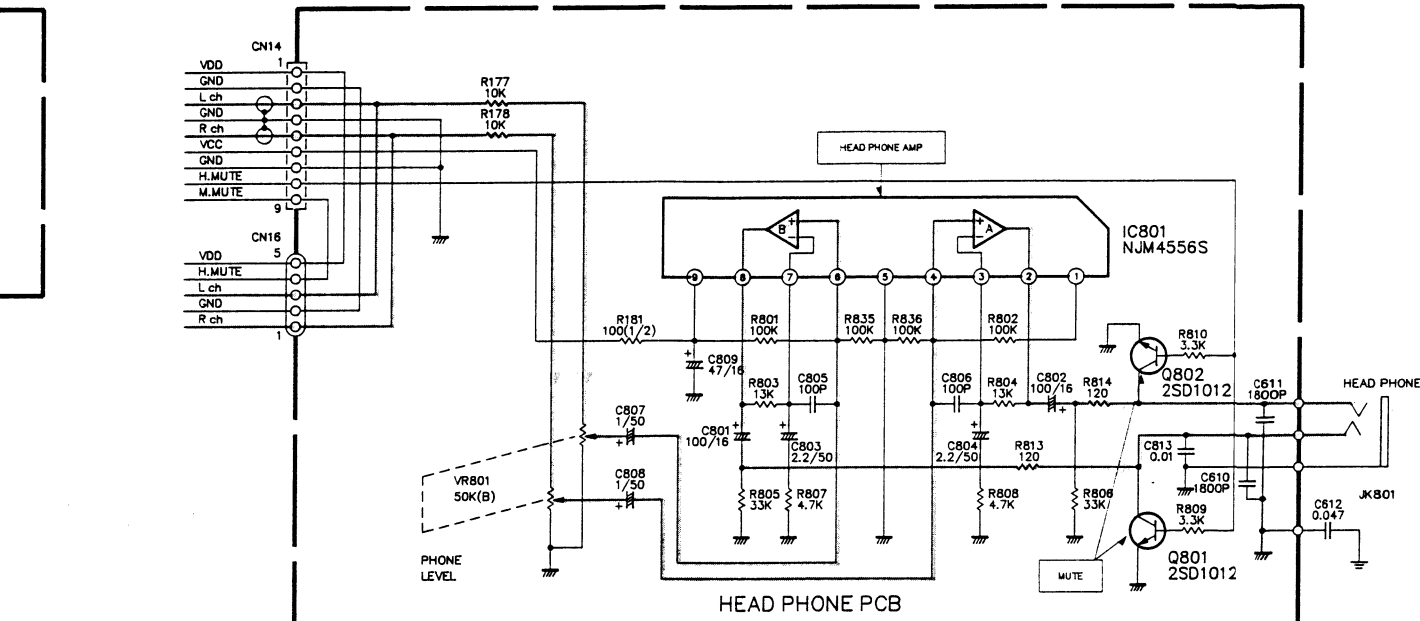 CN14
1
VDD
GND
L ch
GND
R ch
VCC
GND
H.MUTE
M.MUTE
9
CN16
5
VDD
H.MUTE
L ch
GND
R ch
1
R177
10K
R178
10K
HEAD PHONE AMP
B
+
−
+
−
A
IC801
NJM4556S
9
8
7
6
5
4
3
2
1
R181
100(1/2)
R801
100K
R835
100K
R836
100K
R802
100K
+
C809
47/16
R803
13K
C805
100P
C806
100P
R804
13K
C802
100/16
+
R814
120
R810
3.3K
Q802
2SD1012
C611
1800P
HEAD PHONE
C807
1/50
+
C801
100/16
+
C803
2.2/50
+
C804
2.2/50
+
R813
120
C813
0.01
C610
1800P
JK801
VR801
50K(B)
C808
1/50
+
R805
33K
R807
4.7K
R808
4.7K
R806
33K
R809
3.3K
C612
0.047
PHONE
LEVEL
MUTE
Q801
2SD1012
HEAD PHONE PCB